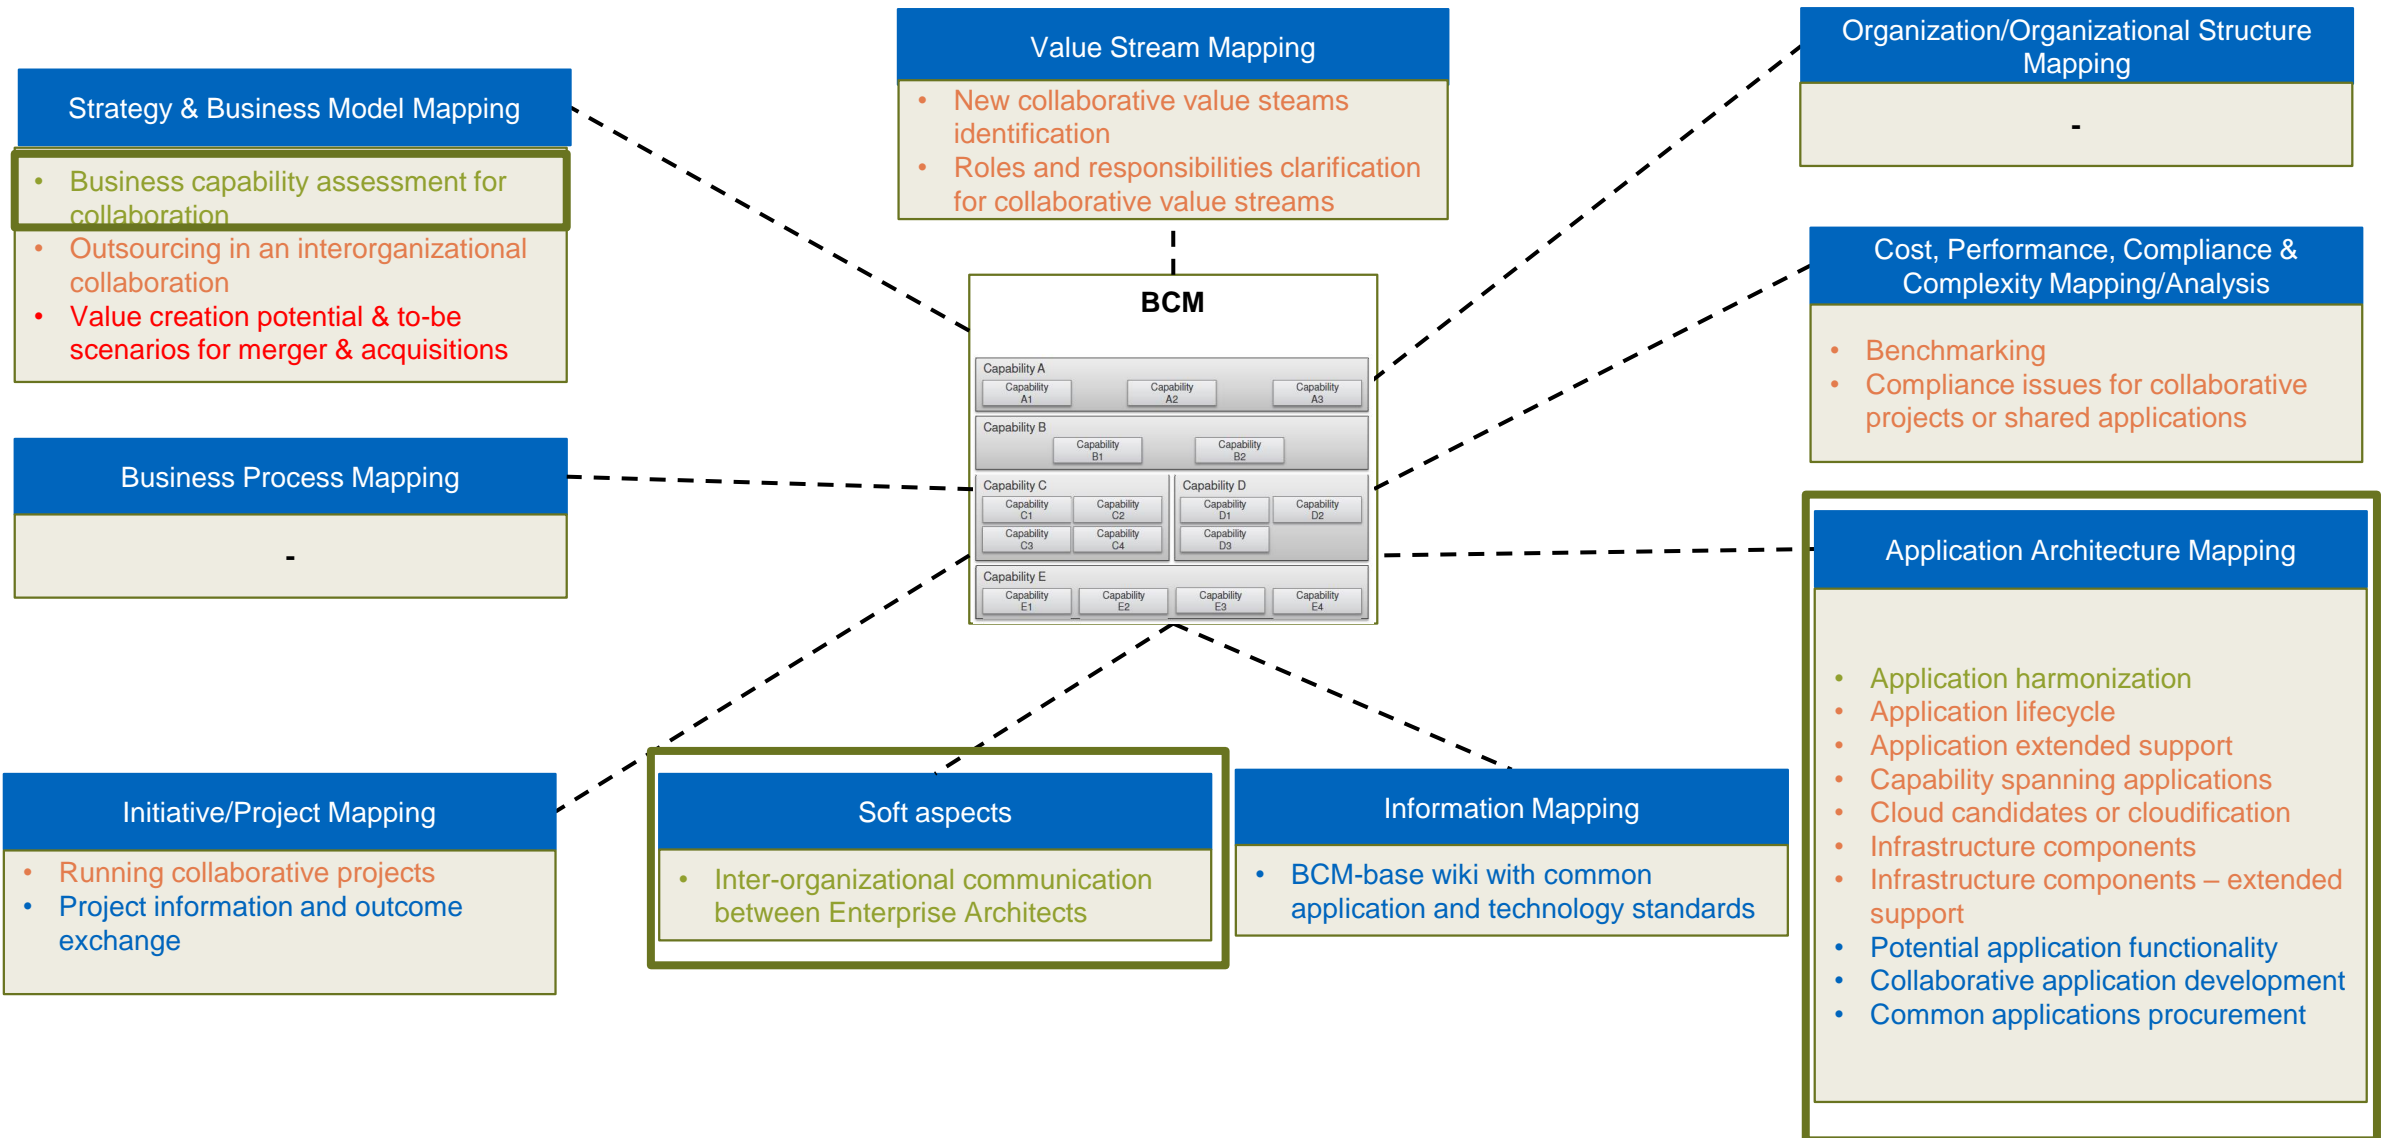 Value Stream Mapping
• New collaborative value steams
identification
• Roles and responsibilities clarification
for collaborative value streams
Organization/Organizational Structure
Mapping
-
Strategy & Business Model Mapping
• Business capability assessment for
collaboration
• Outsourcing in an interorganizational
collaboration
• Value creation potential & to-be
scenarios for merger & acquisitions
Cost, Performance, Compliance &
Complexity Mapping/Analysis
• Benchmarking
• Compliance issues for collaborative
projects or shared applications
BCM
Capability A
Capability
A1
Capability
A2
Capability
A3
Capability B
Capability
B1
Capability
B2
Capability C
Capability
C1
Capability
C2
Capability
C3
Capability
C4
Capability D
Capability
D1
Capability
D2
Capability
D3
Capability E
Capability
E1
Capability
E2
Capability
E3
Capability
E4
Business Process Mapping
-
Application Architecture Mapping
• Application harmonization
• Application lifecycle
• Application extended support
• Capability spanning applications
• Cloud candidates or cloudification
• Infrastructure components
• Infrastructure components – extended
support
• Potential application functionality
• Collaborative application development
• Common applications procurement
Initiative/Project Mapping
• Running collaborative projects
• Project information and outcome
exchange
Soft aspects
• Inter-organizational communication
between Enterprise Architects
Information Mapping
• BCM-base wiki with common
application and technology standards